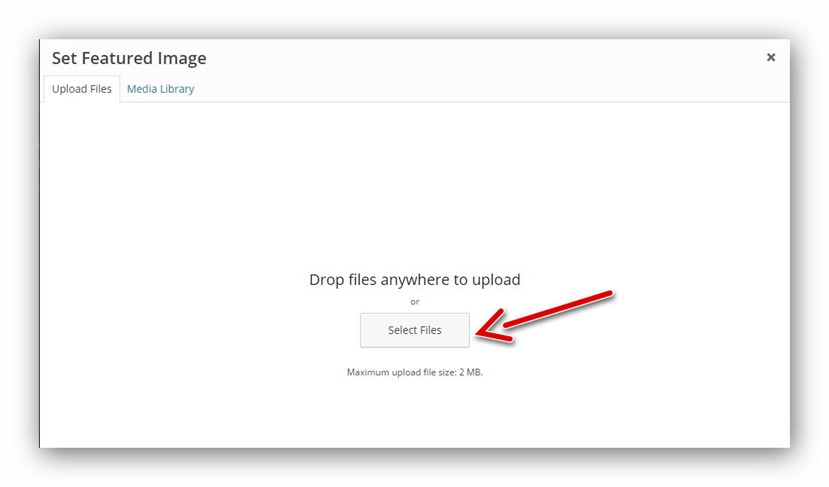 Set Featured Image
×
Upload Files Media Library
Drop files anywhere to upload
or
Select Files
Maximum upload file size: 2 MB.